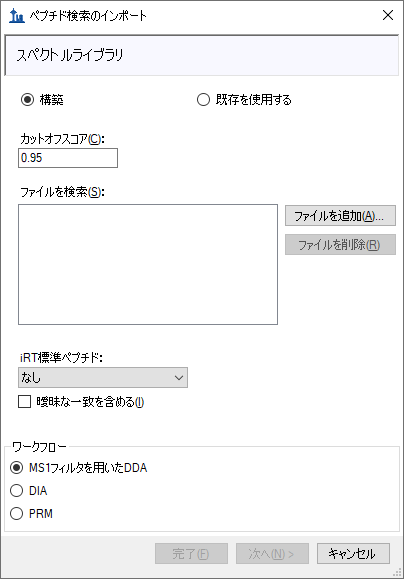 ペプチド検索のインポート
スペクトルライブラリ
構築 既存を使用する
カットオフスコア(C):
0.95
ファイルを検索(S):
ファイルを追加(A)...
ファイルを削除(R)
iRT標準ペプチド:
なし
曖昧な一致を含める(I)
ワークフロー
MS1フィルタを用いたDDA
DIA
PRM
完了(F) 次へ(N) > キャンセル